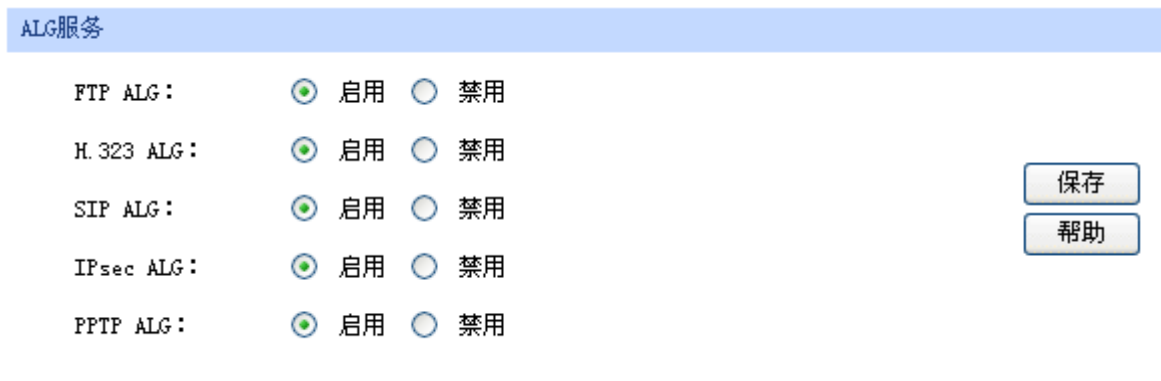 ALG服务
FTP ALG: 启用 禁用
H.323 ALG: 启用 禁用
SIP ALG: 启用 禁用
保存
帮助
IPsec ALG: 启用 禁用
PPTP ALG: 启用 禁用